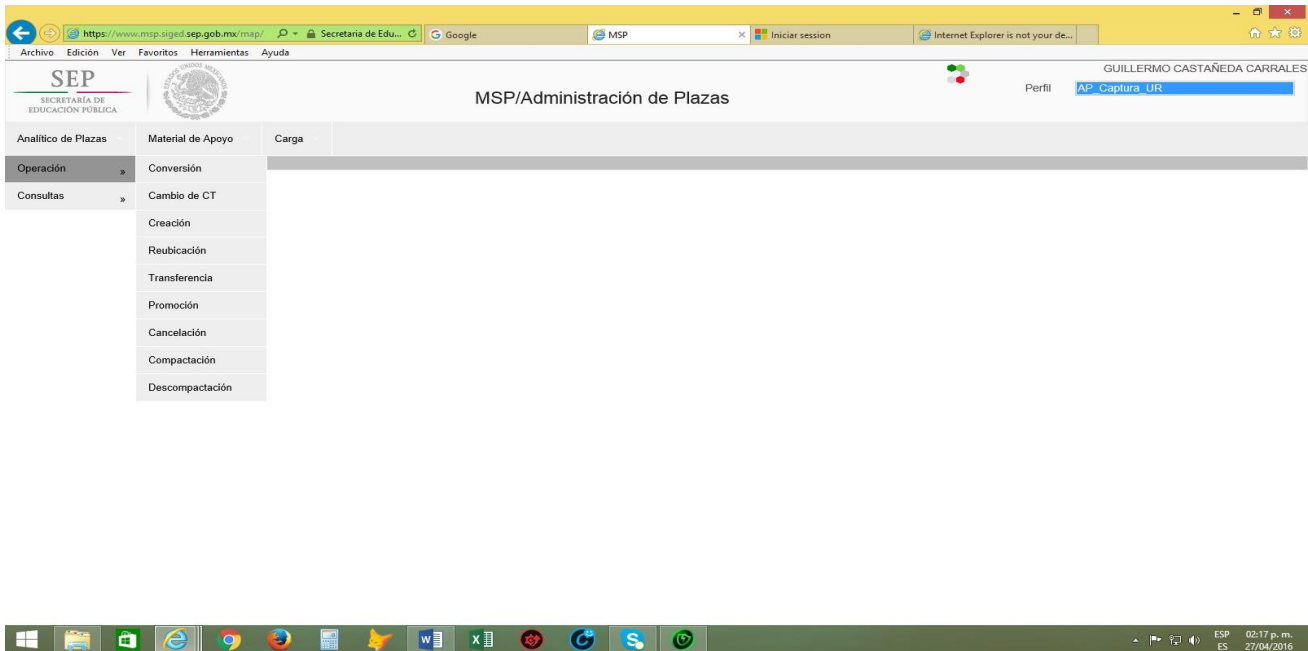 https://www.msp.siged.sep.gob.mx/map/ Secretaria de Edu... Google MSP Iniciar session Internet Explorer is not your de...
Archivo Edición Ver Favoritos Herramientas Ayuda
SEP
SECRETARÍA DE
EDUCACIÓN PÚBLICA
MSP/Administración de Plazas
GUILLERMO CASTAÑEDA CARRALES
Perfil AP_Captura_UR
Analítico de Plazas Material de Apoyo Carga
Operación » Conversión
Consultas » Cambio de CT
Creación
Reubicación
Transferencia
Promoción
Cancelación
Compactación
Descompactación
ESP 02:17 p. m.
ES 27/04/2016